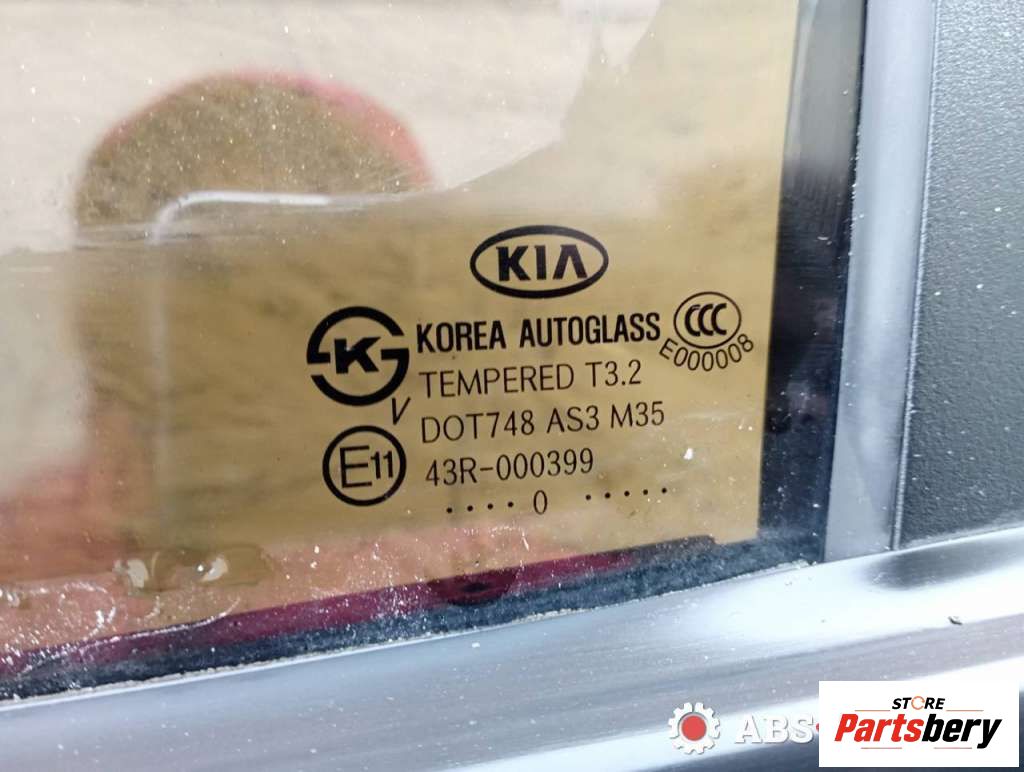 KIA
K
KOREA AUTOGLASS
CCC
E000008
TEMPERED T3.2
V
DOT748 AS3 M35
E11
43R-000399
.... 0 .....
ABS
STORE
Partsbery